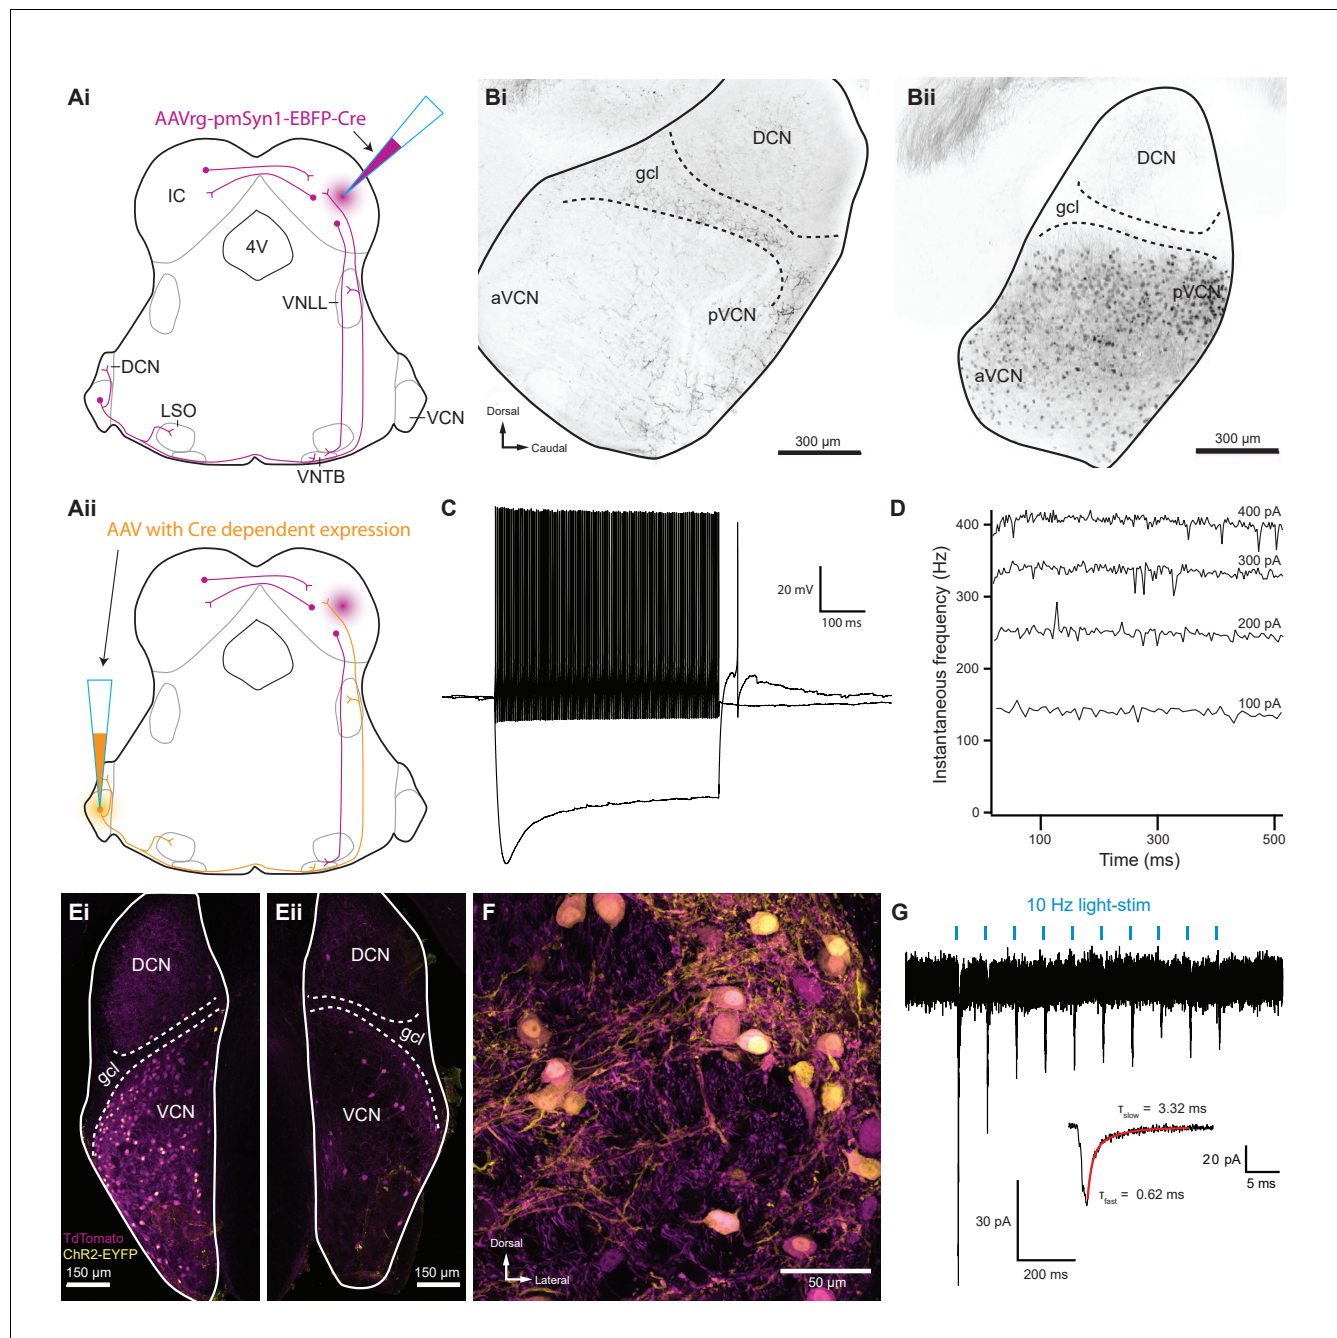 Ai
AAVrg-pmSyn1-EBFP-Cre
IC
4V
VNLL
DCN
LSO
VCN
VNTB
Bi
DCN
gcl
aVCN
pVCN
Dorsal
Caudal
300 µm
Bii
DCN
gcl
pVCN
aVCN
300 µm
Aii
AAV with Cre dependent expression
C
20 mV
100 ms
D
Instantaneous frequency (Hz)
400
300
200
100
0
400 pA
300 pA
200 pA
100 pA
100
300
500
Time (ms)
Ei
DCN
gcl
VCN
TdTomato
ChR2-EYFP
150 µm
Eii
DCN
gcl
VCN
150 µm
F
Dorsal
Lateral
50 µm
G
10 Hz light-stim
τslow = 3.32 ms
τfast = 0.62 ms
20 pA
5 ms
30 pA
200 ms